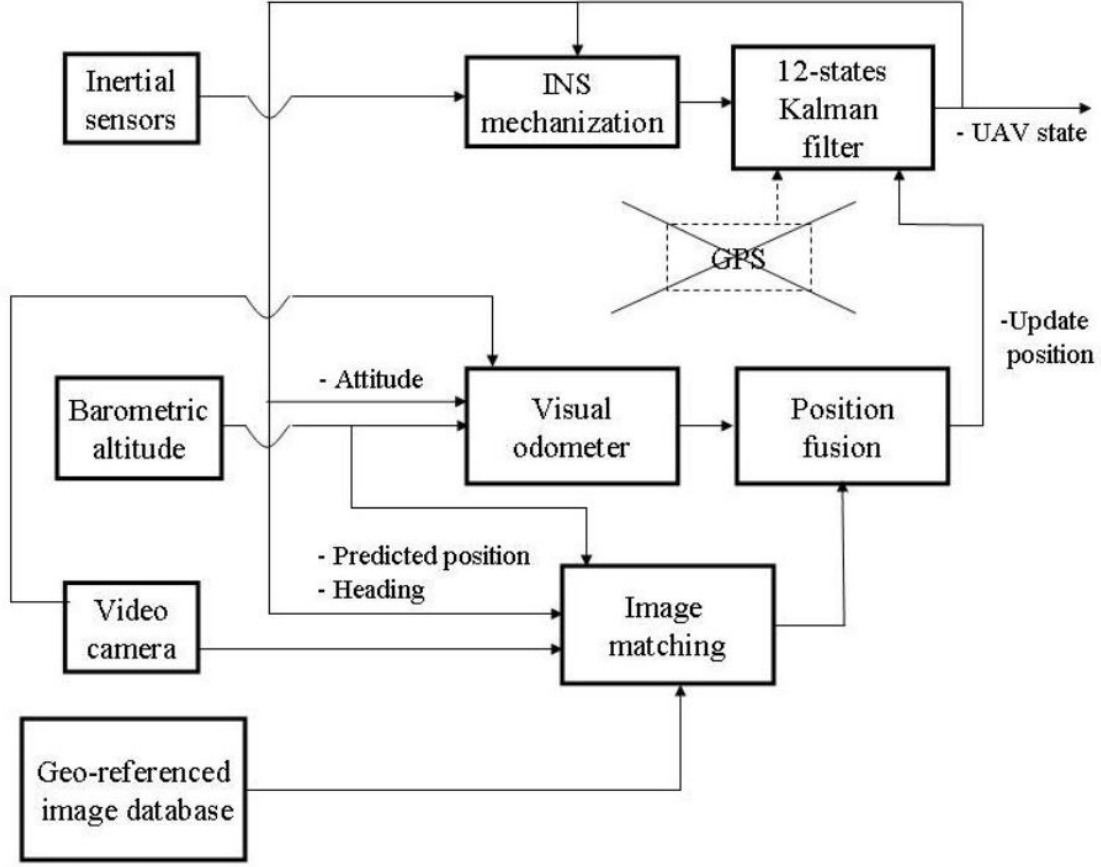 Inertial
sensors
INS
mechanization
12-states
Kalman
filter
- UAV state
GPS
-Update
position
- Attitude
Barometric
altitude
Visual
odometer
Position
fusion
- Predicted position
- Heading
Video
camera
Image
matching
Geo-referenced
image database